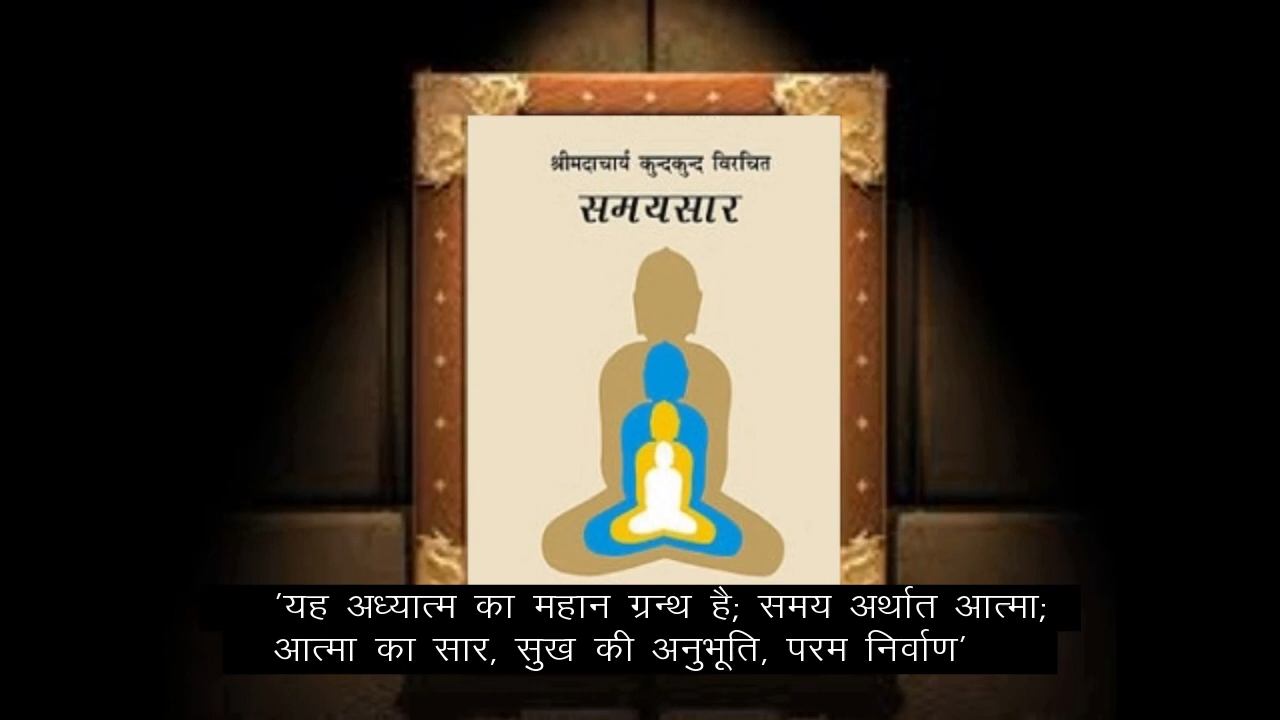 श्रीमदाचार्य कुन्दकुन्द विरचित
समयसार
'यह अध्यात्म का महान ग्रन्थ है; समय अर्थात आत्मा;
आत्मा का सार, सुख की अनुभूति, परम निर्वाण'